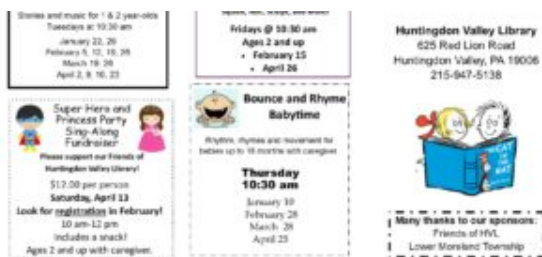 Stories and music for 1 & 2 year-olds
Tuesdays at 10:30 am
January 22, 29
February 5, 12, 19, 26
March 19, 26
April 2, 9, 16, 23
Super Hero and
Princess Party
Sing-Along
Fundraiser
Please support our Friends of
Huntingdon Valley Library!
$12.00 per person
Saturday, April 13
Look for registration in February!
10 am-12 pm
Includes a snack!
Ages 2 and up with caregiver.
Fridays @ 10:30 am
Ages 2 and up
• February 15
• April 26
Bounce and Rhyme
Babytime
Rhythm, rhymes and movement for
babies up to 18 months with caregiver.
Thursday
10:30 am
January 10
February 28
March 28
April 25
Huntingdon Valley Library
625 Red Lion Road
Huntingdon Valley, PA 19006
215-947-5138
CAT
IN THE
HAT
Many thanks to our sponsors:
Friends of HVL
Lower Moreland Township